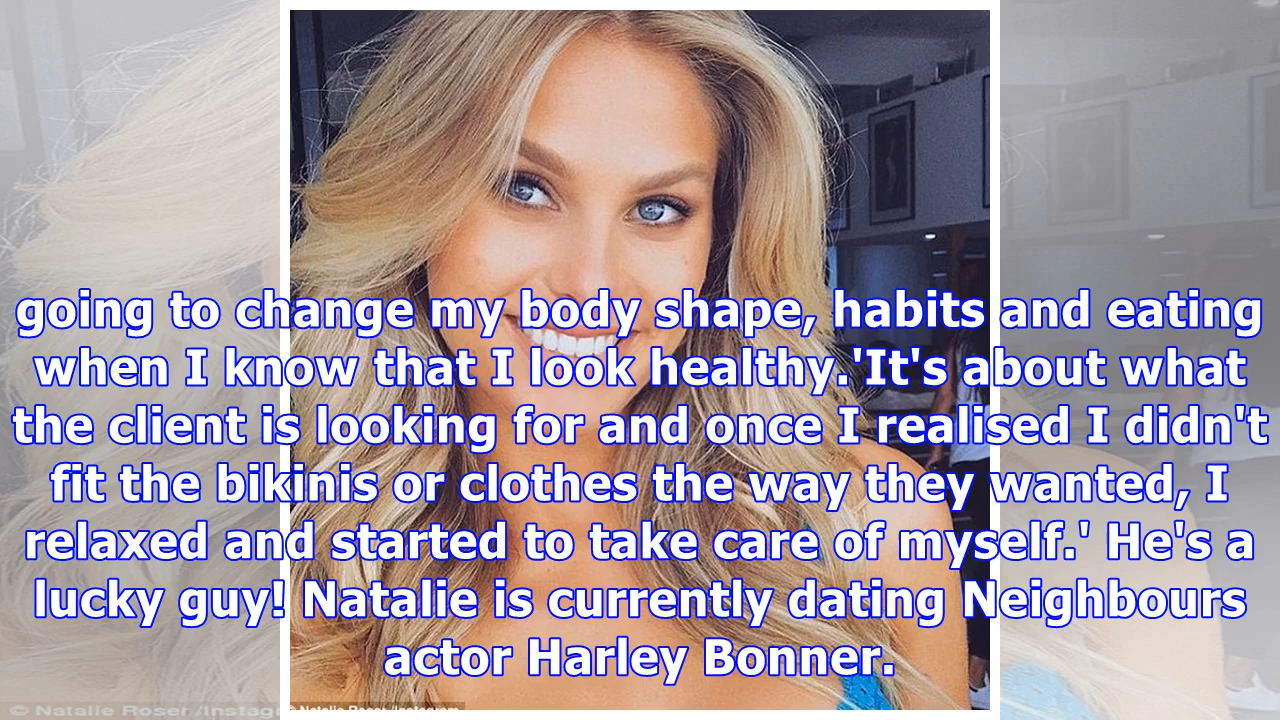 going to change my body shape, habits and eating
when I know that I look healthy. 'It's about what
the client is looking for and once I realised I didn't
fit the bikinis or clothes the way they wanted, I
relaxed and started to take care of myself.' He's a
lucky guy! Natalie is currently dating Neighbours
actor Harley Bonner.
© Natalie Roser /Instagr
© Natalie Roser /Instagram